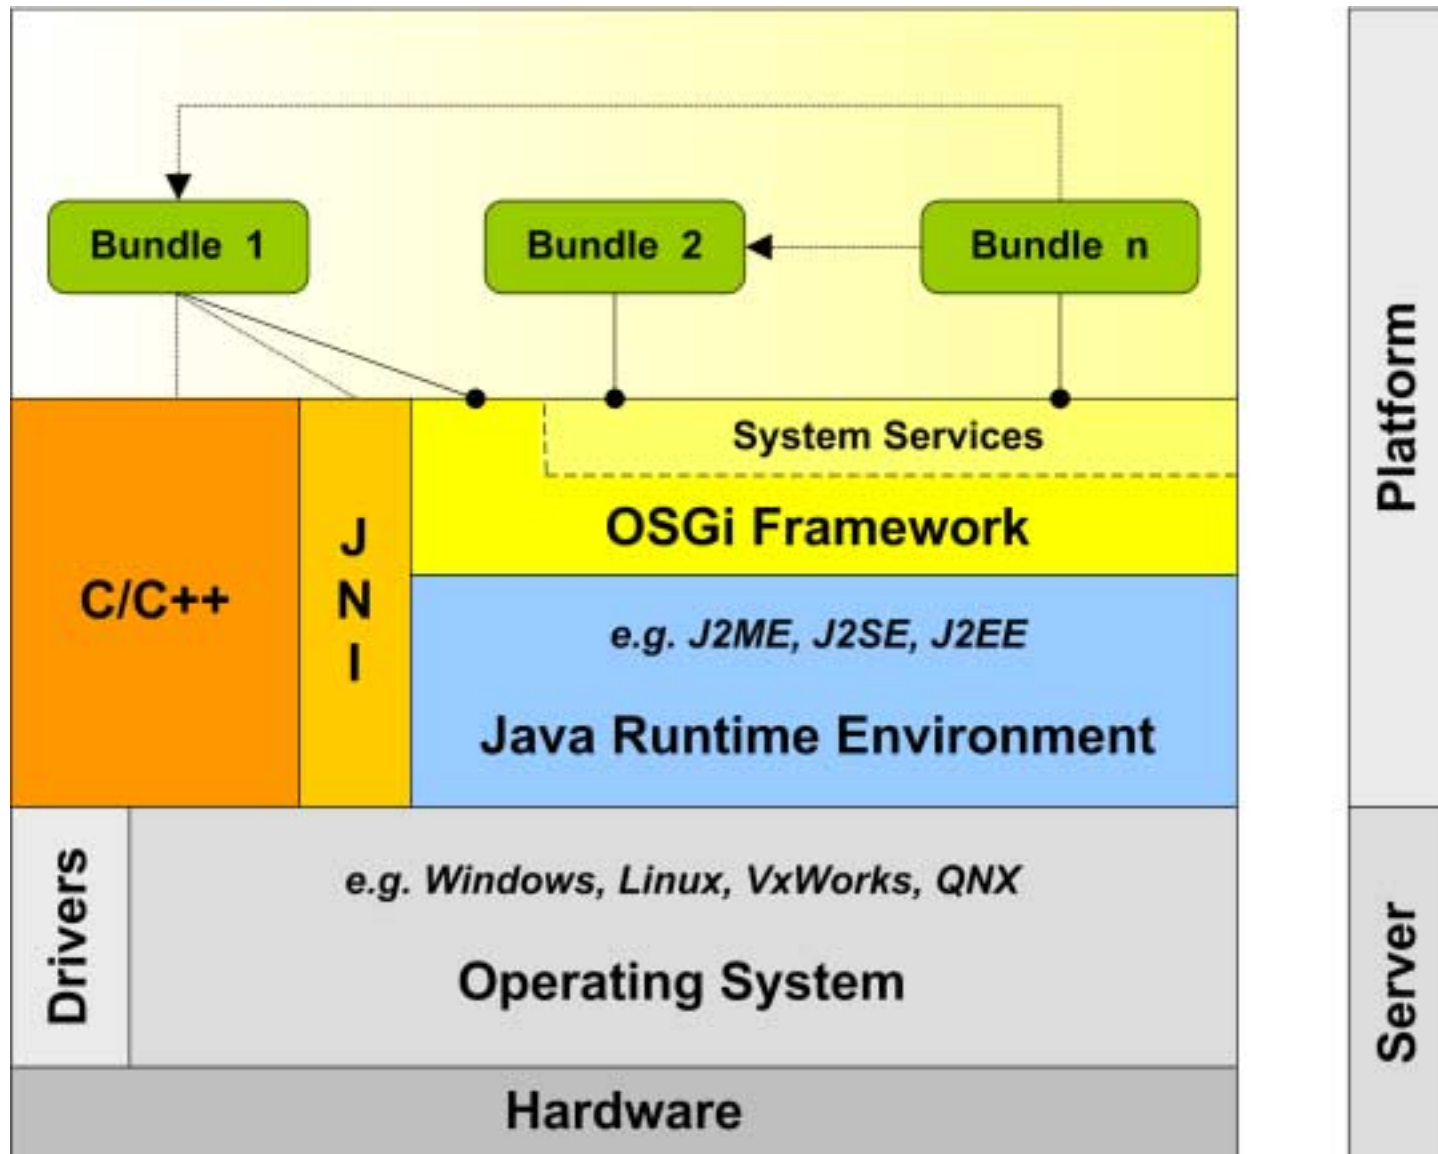 Bundle 1
Bundle 2
Bundle n
System Services
OSGi Framework
C/C++
J
N
I
e.g. J2ME, J2SE, J2EE
Java Runtime Environment
Drivers
e.g. Windows, Linux, VxWorks, QNX
Operating System
Hardware
Platform
Server